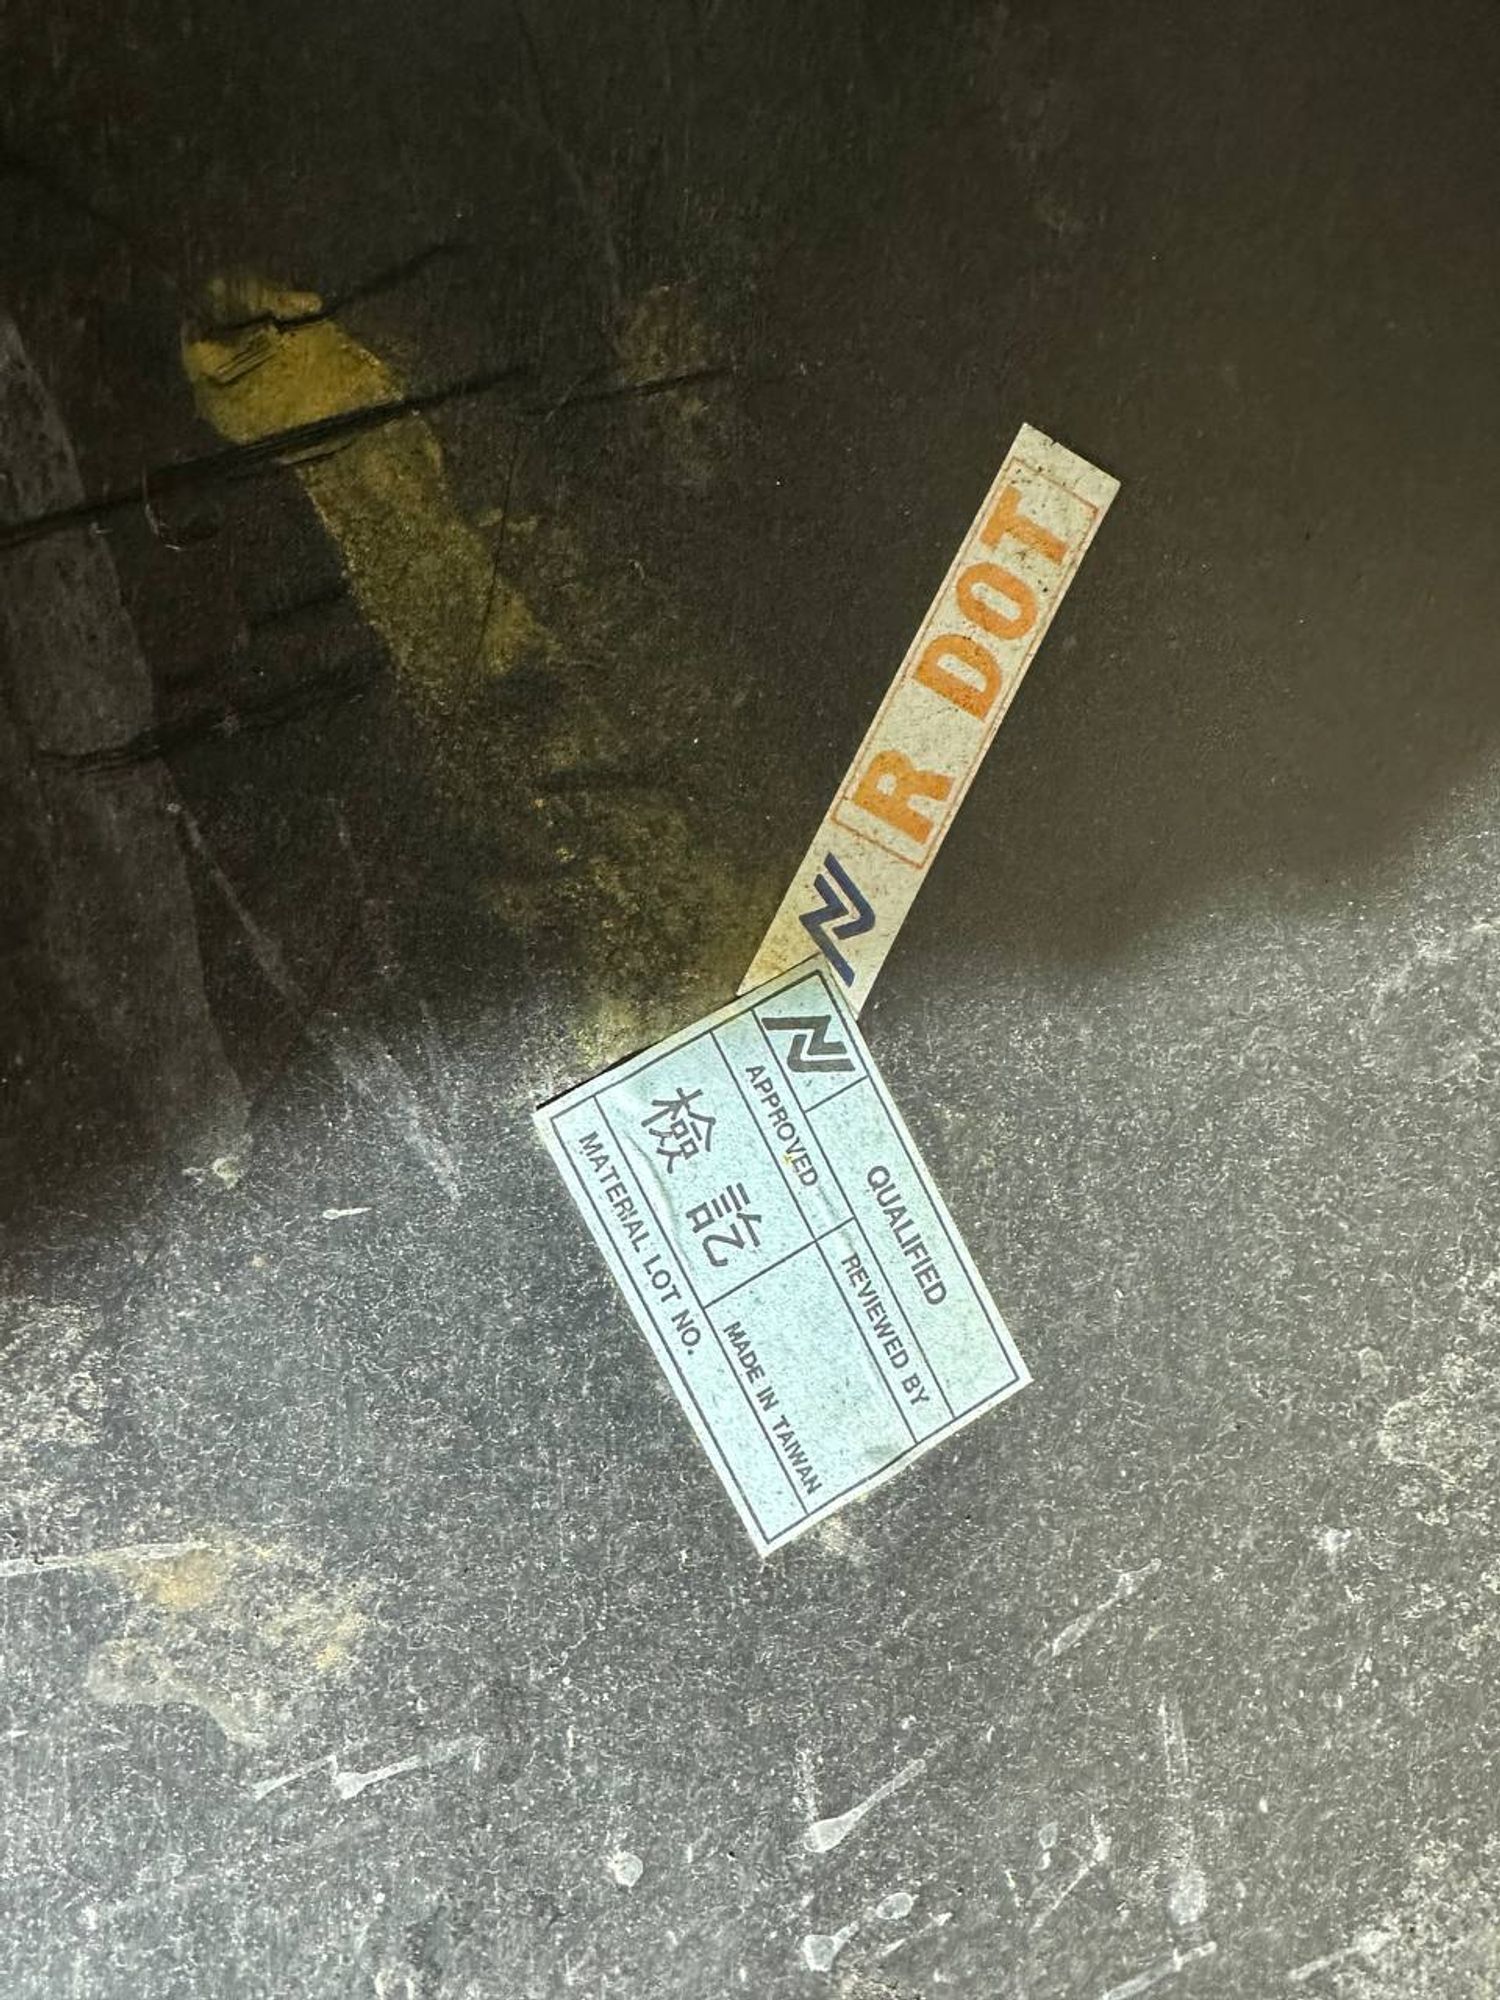 R DOT
QUALIFIED
APPROVED
REVIEWED BY
檢訖
MADE IN TAIWAN
MATERIAL LOT NO.